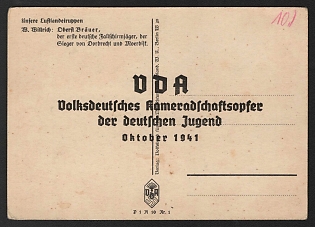 Unsere Luftlandetruppen
W. Willrich: Oberst Bräuer,
der erste deutsche Fallschirmjäger, der
Sieger von Dordrecht und Moerdijk.
10d
VDA
Volksdeutsches Kameradschaftsopfer
der deutschen Jugend
Oktober 1941
VDA